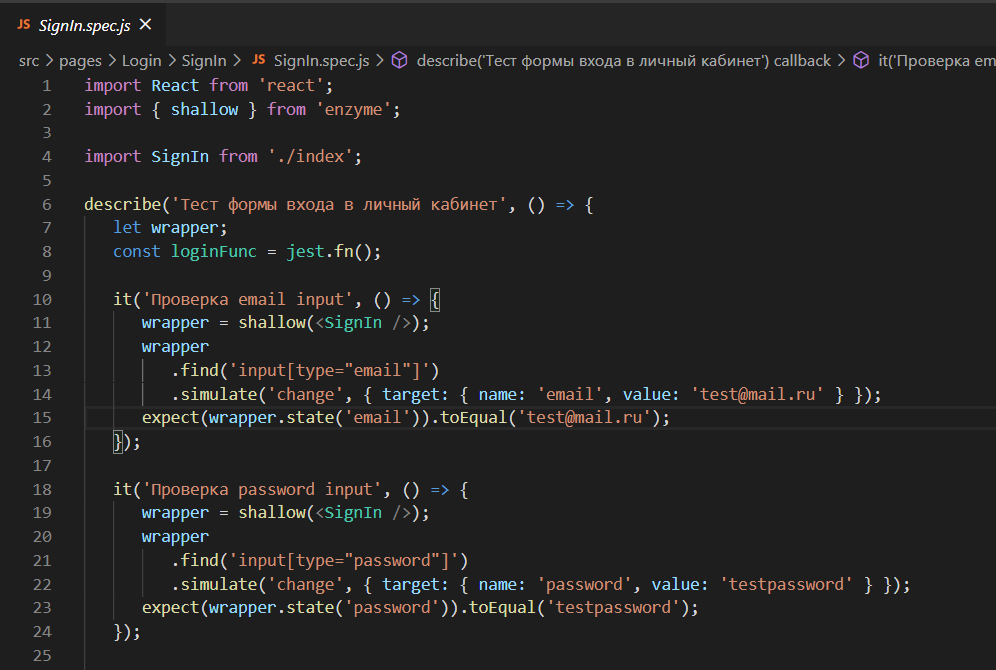 JS SignIn.spec.js ×
src > pages > Login > SignIn > JS SignIn.spec.js > describe('Тест формы входа в личный кабинет') callback > it('Проверка em
1 import React from 'react';
2 import { shallow } from 'enzyme';
3
4 import SignIn from './index';
5
6 describe('Тест формы входа в личный кабинет', () => {
7 let wrapper;
8 const loginFunc = jest.fn();
9
10 it('Проверка email input', () => {
11 wrapper = shallow(<SignIn />);
12 wrapper
13 .find('input[type="email"]')
14 .simulate('change', { target: { name: 'email', value: 'test@mail.ru' } });
15 expect(wrapper.state('email')).toEqual('test@mail.ru');
16 });
17
18 it('Проверка password input', () => {
19 wrapper = shallow(<SignIn />);
20 wrapper
21 .find('input[type="password"]')
22 .simulate('change', { target: { name: 'password', value: 'testpassword' } });
23 expect(wrapper.state('password')).toEqual('testpassword');
24 });
25